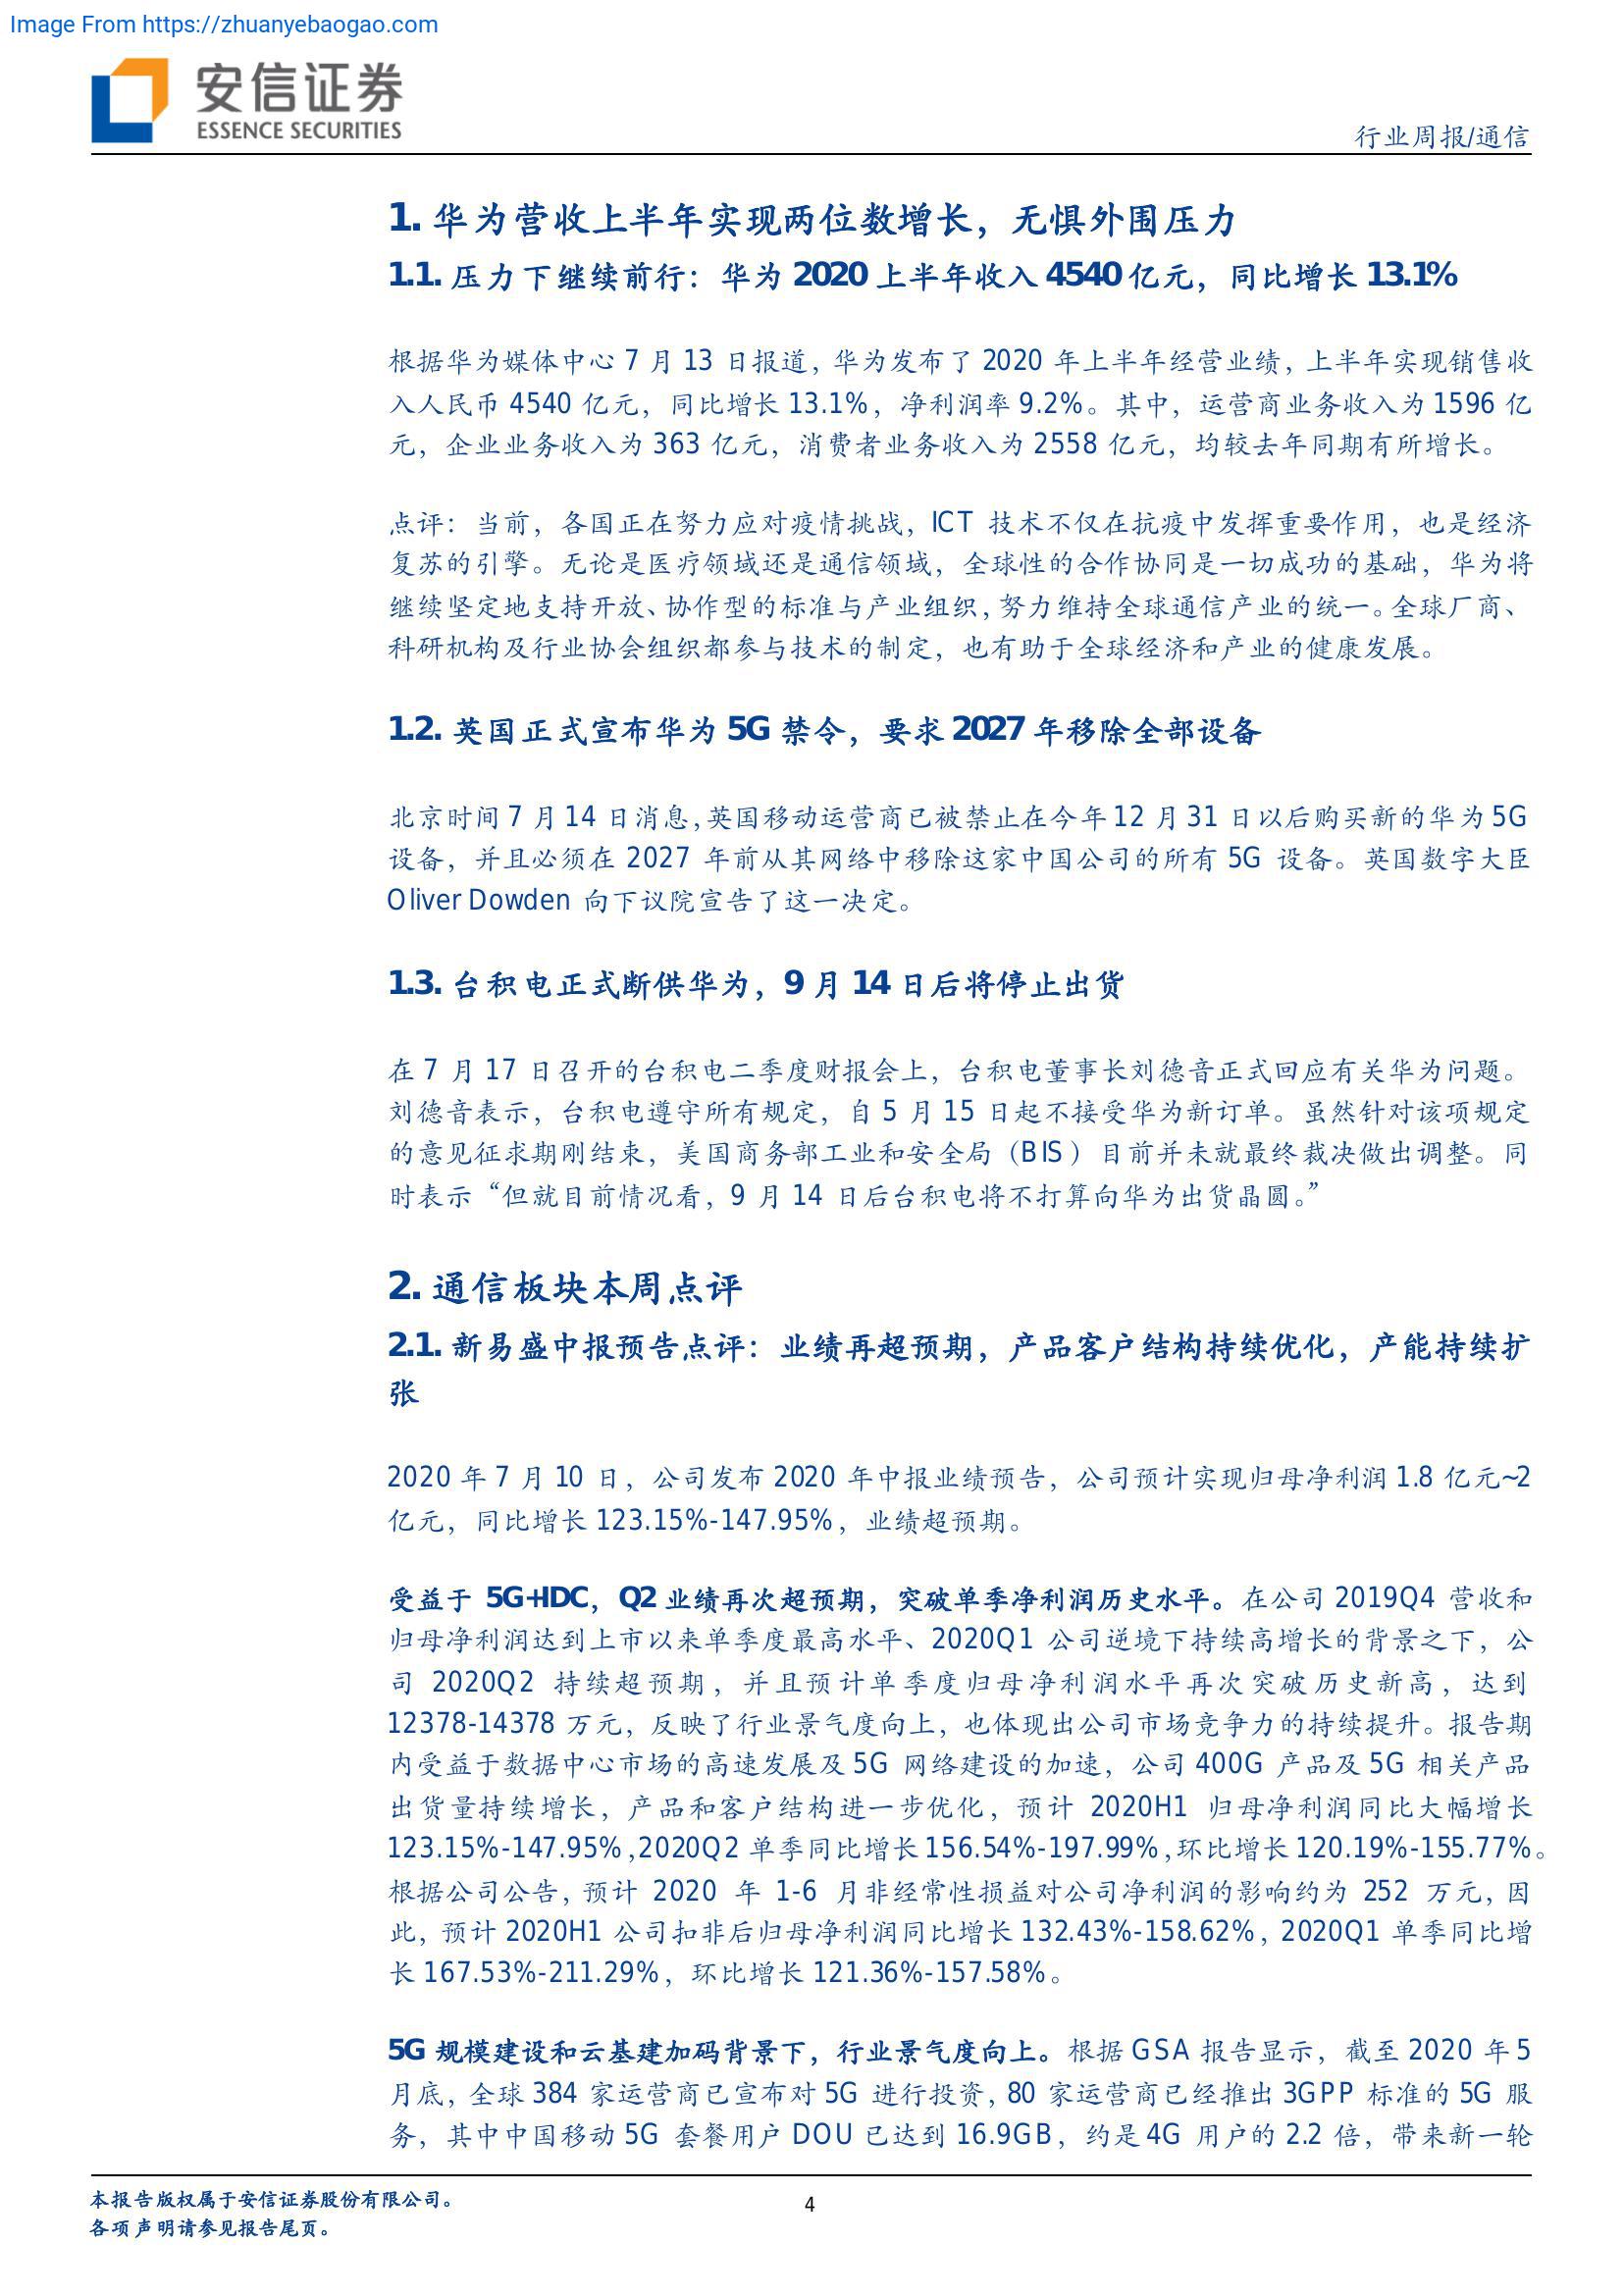 Image From https://zhuanyebaogao.com
安信证券
ESSENCE SECURITIES
行业周报/通信
1. 华为营收上半年实现两位数增长，无惧外围压力
1.1. 压力下继续前行：华为 2020 上半年收入 4540 亿元，同比增长 13.1%
根据华为媒体中心 7 月 13 日报道，华为发布了 2020 年上半年经营业绩，上半年实现销售收
入人民币 4540 亿元，同比增长 13.1%，净利润率 9.2%。其中，运营商业务收入为 1596 亿
元，企业业务收入为 363 亿元，消费者业务收入为 2558 亿元，均较去年同期有所增长。
点评：当前，各国正在努力应对疫情挑战，ICT 技术不仅在抗疫中发挥重要作用，也是经济
复苏的引擎。无论是医疗领域还是通信领域，全球性的合作协同是一切成功的基础，华为将
继续坚定地支持开放、协作型的标准与产业组织，努力维持全球通信产业的统一。全球厂商、
科研机构及行业协会组织都参与技术的制定，也有助于全球经济和产业的健康发展。
1.2. 英国正式宣布华为 5G 禁令，要求 2027 年移除全部设备
北京时间 7 月 14 日消息，英国移动运营商已被禁止在今年 12 月 31 日以后购买新的华为 5G
设备，并且必须在 2027 年前从其网络中移除这家中国公司的所有 5G 设备。英国数字大臣
Oliver Dowden 向下议院宣告了这一决定。
1.3. 台积电正式断供华为，9 月 14 日后将停止出货
在 7 月 17 日召开的台积电二季度财报会上，台积电董事长刘德音正式回应有关华为问题。
刘德音表示，台积电遵守所有规定，自 5 月 15 日起不接受华为新订单。虽然针对该项规定
的意见征求期刚结束，美国商务部工业和安全局（BIS）目前并未就最终裁决做出调整。同
时表示“但就目前情况看，9 月 14 日后台积电将不打算向华为出货晶圆。”
2. 通信板块本周点评
2.1. 新易盛中报预告点评：业绩再超预期，产品客户结构持续优化，产能持续扩
张
2020 年 7 月 10 日，公司发布 2020 年中报业绩预告，公司预计实现归母净利润 1.8 亿元~2
亿元，同比增长 123.15%-147.95%，业绩超预期。
受益于 5G+IDC，Q2 业绩再次超预期，突破单季净利润历史水平。在公司 2019Q4 营收和
归母净利润达到上市以来单季度最高水平、2020Q1 公司逆境下持续高增长的背景之下，公
司 2020Q2 持续超预期，并且预计单季度归母净利润水平再次突破历史新高，达到
12378-14378 万元，反映了行业景气度向上，也体现出公司市场竞争力的持续提升。报告期
内受益于数据中心市场的高速发展及 5G 网络建设的加速，公司 400G 产品及 5G 相关产品
出货量持续增长，产品和客户结构进一步优化，预计 2020H1 归母净利润同比大幅增长
123.15%-147.95%，2020Q2 单季同比增长 156.54%-197.99%，环比增长 120.19%-155.77%。
根据公司公告，预计 2020 年 1-6 月非经常性损益对公司净利润的影响约为 252 万元，因
此，预计 2020H1 公司扣非后归母净利润同比增长 132.43%-158.62%，2020Q1 单季同比增
长 167.53%-211.29%，环比增长 121.36%-157.58%。
5G 规模建设和云基建加码背景下，行业景气度向上。根据 GSA 报告显示，截至 2020 年 5
月底，全球 384 家运营商已宣布对 5G 进行投资，80 家运营商已经推出 3GPP 标准的 5G 服
务，其中中国移动 5G 套餐用户 DOU 已达到 16.9GB，约是 4G 用户的 2.2 倍，带来新一轮
本报告版权属于安信证券股份有限公司。
4
各项声明请参见报告尾页。